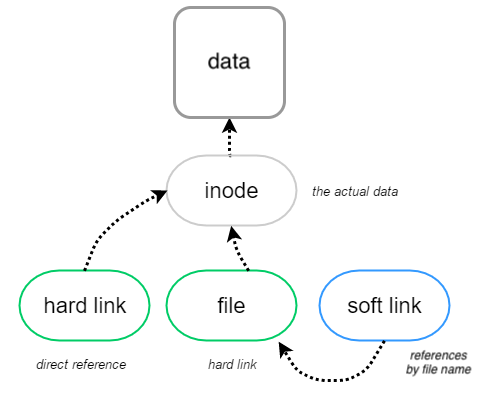 data
inode
the actual data
hard link
file
soft link
direct reference
hard link
references
by file name